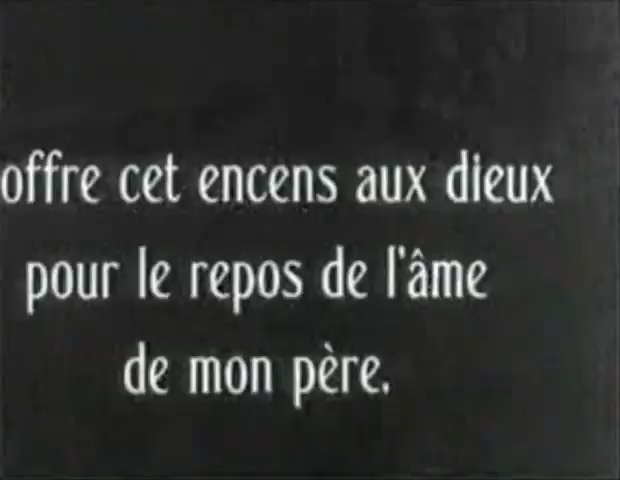 offre cet encens aux dieux
pour le repos de l'âme
de mon père.